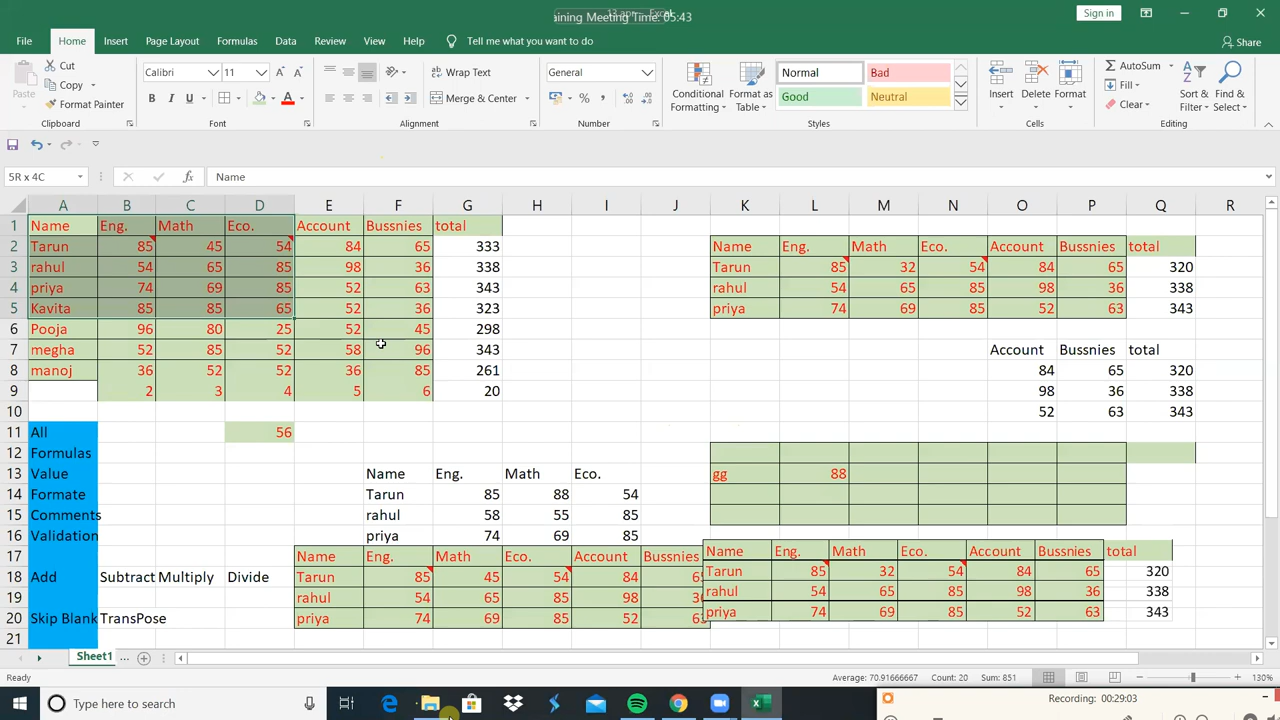 aining Meeting Time: 05:43
Sign in
File Home Insert Page Layout Formulas Data Review View Help Tell me what you want to do Share
Cut
Copy
Format Painter
Paste
Clipboard
Calibri 11
B I U
Font
Wrap Text
Merge & Center
Alignment
General
Number
Conditional Formatting
Format as Table
Normal Bad
Good Neutral
Styles
Insert Delete Format
Cells
AutoSum
Fill
Clear
Sort & Filter
Find & Select
Editing
5R x 4C fx Name
A B C D E F G H I J K L M N O P Q R
1 Name Eng. Math Eco. Account Bussnies total
2 Tarun 85 45 54 84 65 333 Name Eng. Math Eco. Account Bussnies total
3 rahul 54 65 85 98 36 338 Tarun 85 32 54 84 65 320
4 priya 74 69 85 52 63 343 rahul 54 65 85 98 36 338
5 Kavita 85 85 65 52 36 323 priya 74 69 85 52 63 343
6 Pooja 96 80 25 52 45 298
7 megha 52 85 52 58 96 343 Account Bussnies total
8 manoj 36 52 52 36 85 261 84 65 320
9 2 3 4 5 6 20 98 36 338
10 52 63 343
11 All 56
12 Formulas
13 Value Name Eng. Math Eco. gg 88
14 Formate Tarun 85 88 54
15 Comments rahul 58 55 85
16 Validation priya 74 69 85
17 Name Eng. Math Eco. Account Bussnies Name Eng. Math Eco. Account Bussnies total
18 Add Subtract Multiply Divide Tarun 85 45 54 84 Tarun 85 32 54 84 65 320
19 rahul 54 65 85 98 rahul 54 65 85 98 36 338
20 Skip Blank TransPose priya 74 69 85 52 priya 74 69 85 52 63 343
21
... Sheet1 ...
Ready Average: 70.91666667 Count: 20 Sum: 851 130%
Type here to search
Recording: 00:29:03